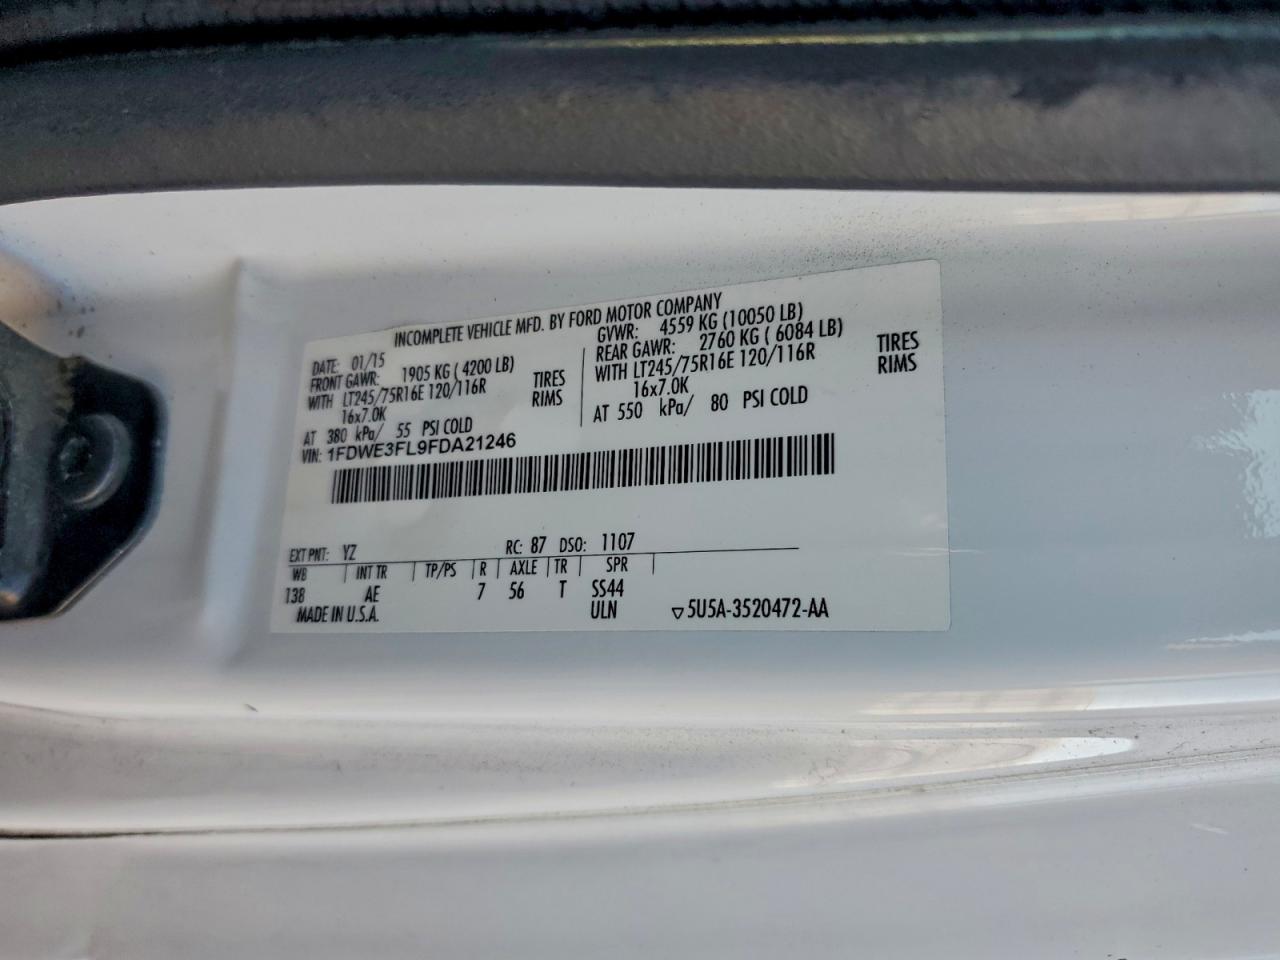 INCOMPLETE VEHICLE MFD. BY FORD MOTOR COMPANY
DATE: 01/15 GVWR: 4559 KG (10050 LB)
FRONT GAWR: 1905 KG ( 4200 LB) REAR GAWR: 2760 KG ( 6084 LB)
WITH LT245/75R16E 120/116R TIRES WITH LT245/75R16E 120/116R TIRES
16x7.0K RIMS 16x7.0K RIMS
AT 380 kPa/ 55 PSI COLD AT 550 kPa/ 80 PSI COLD
VIN: 1FDWE3FL9FDA21246
EXT PNT: YZ RC: 87 DSO: 1107
WB INT TR TP/PS R AXLE TR SPR
138 AE 7 56 T SS44
MADE IN U.S.A. ULN ▽5U5A-3520472-AA